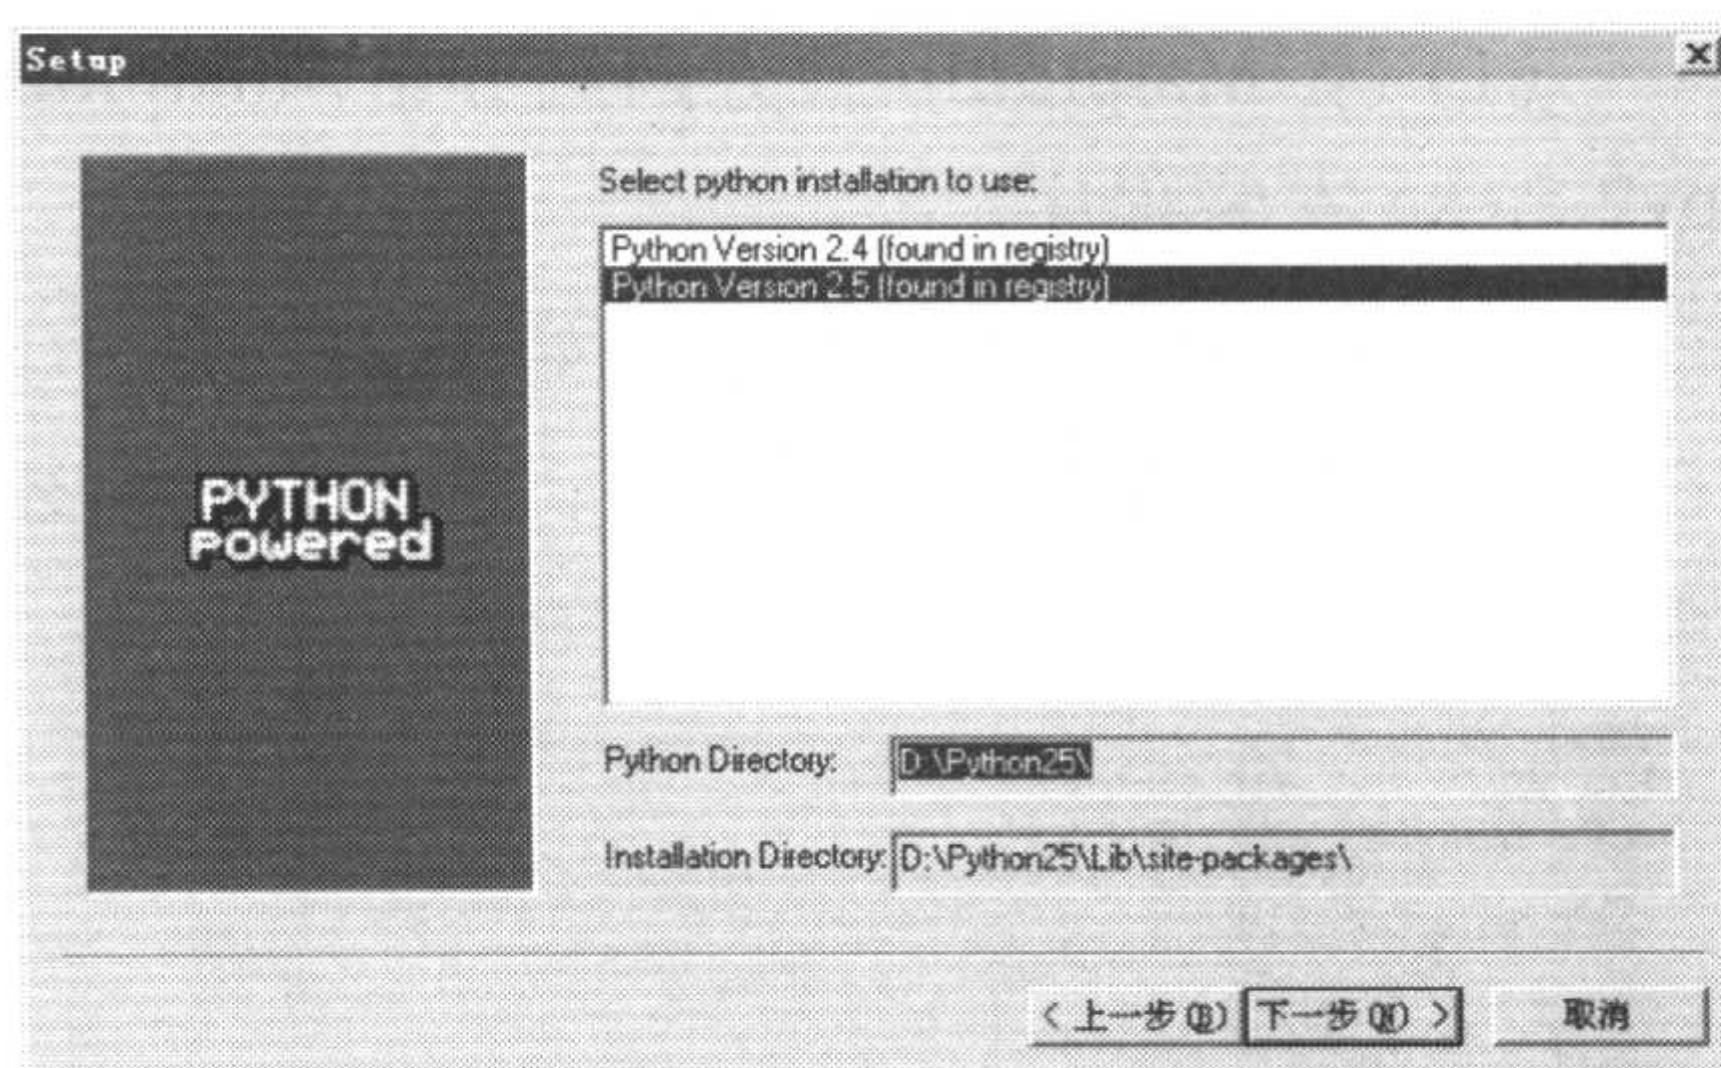 Setup
Select python installation to use:
Python Version 2.4 (found in registry)
Python Version 2.5 (found in registry)
PYTHON
powered
Python Directory: D:\Python25\
Installation Directory: D:\Python25\Lib\site-packages\
< 上一步(B) 下一步(N) > 取消